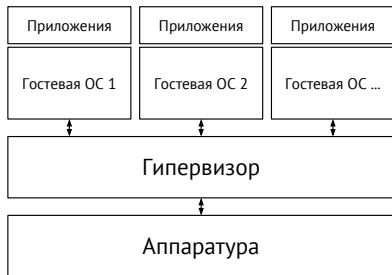 Приложения Приложения Приложения
Гостевая ОС 1 Гостевая ОС 2 Гостевая ОС ...
Гипервизор
Аппаратура